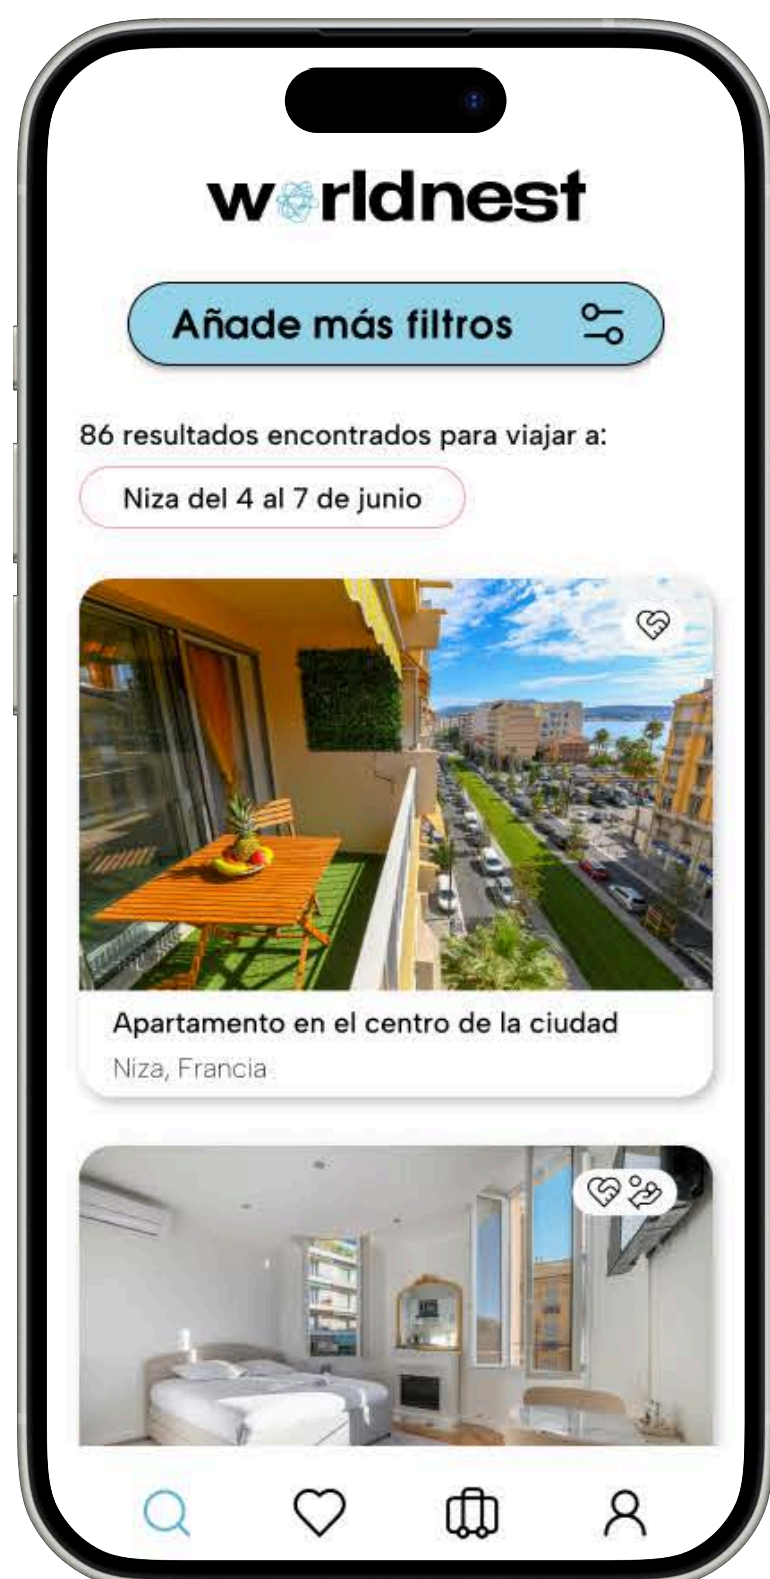 worldnest
Añade más filtros
86 resultados encontrados para viajar a:
Niza del 4 al 7 de junio
Apartamento en el centro de la ciudad
Niza, Francia